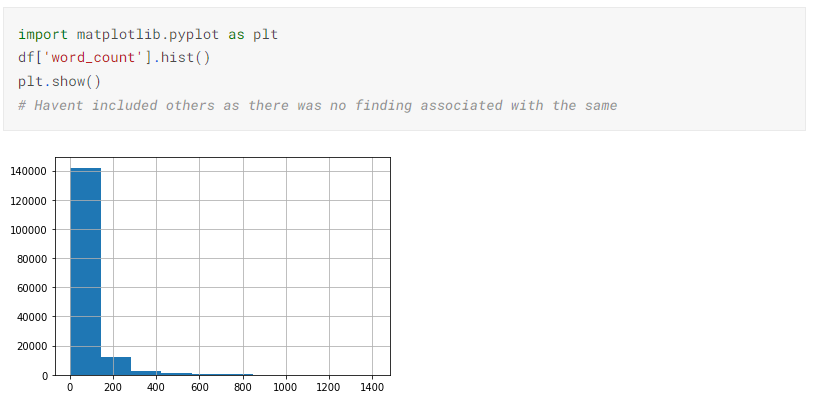 import matplotlib.pyplot as plt
df['word_count'].hist()
plt.show()
# Havent included others as there was no finding associated with the same
140000
120000
100000
80000
60000
40000
20000
0
0 200 400 600 800 1000 1200 1400